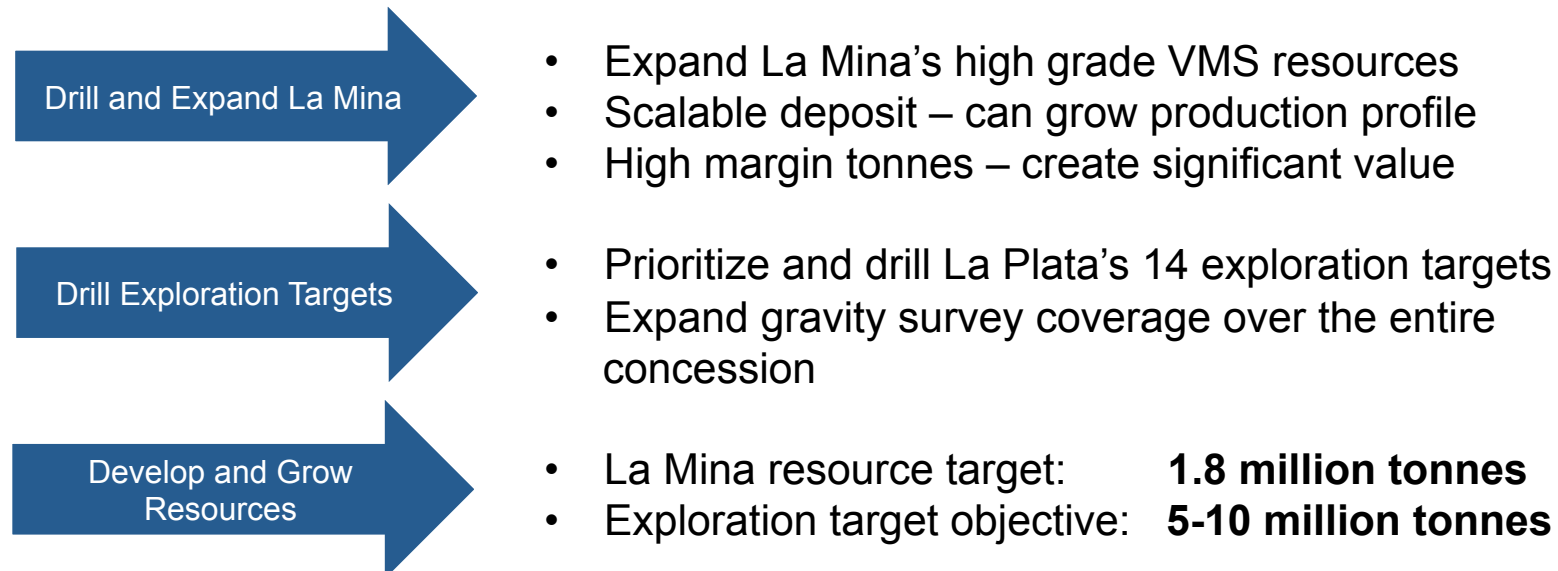 Drill and Expand La Mina
• Expand La Mina’s high grade VMS resources
• Scalable deposit – can grow production profile
• High margin tonnes – create significant value
Drill Exploration Targets
• Prioritize and drill La Plata’s 14 exploration targets
• Expand gravity survey coverage over the entire
concession
Develop and Grow
Resources
• La Mina resource target: 1.8 million tonnes
• Exploration target objective: 5-10 million tonnes